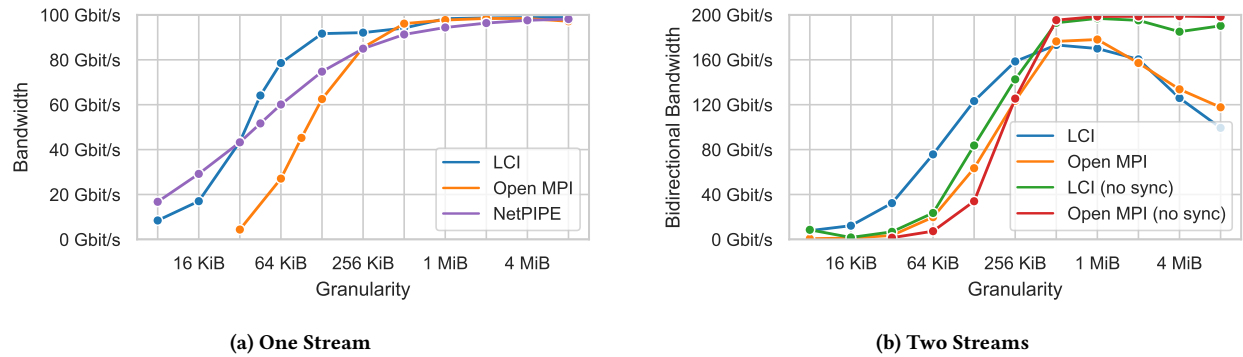 100 Gbit/s
80 Gbit/s
60 Gbit/s
40 Gbit/s
20 Gbit/s
0 Gbit/s
Bandwidth
16 KiB
64 KiB
256 KiB
1 MiB
4 MiB
Granularity
LCI
Open MPI
NetPIPE
(a) One Stream
200 Gbit/s
160 Gbit/s
120 Gbit/s
80 Gbit/s
40 Gbit/s
0 Gbit/s
Bidirectional Bandwidth
16 KiB
64 KiB
256 KiB
1 MiB
4 MiB
Granularity
LCI
Open MPI
LCI (no sync)
Open MPI (no sync)
(b) Two Streams